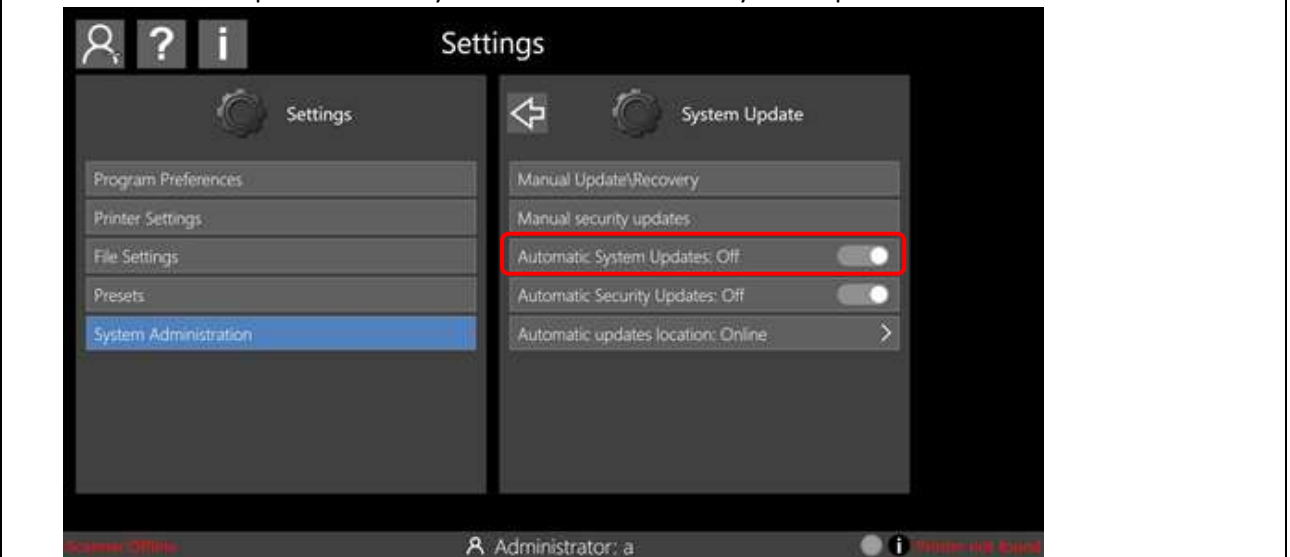 Settings
Settings
System Update
Program Preferences
Manual Update\Recovery
Printer Settings
Manual security updates
File Settings
Automatic System Updates: Off
Presets
Automatic Security Updates: Off
System Administration
Automatic updates location: Online
Scanner Offline
Administrator: a
Printer not found